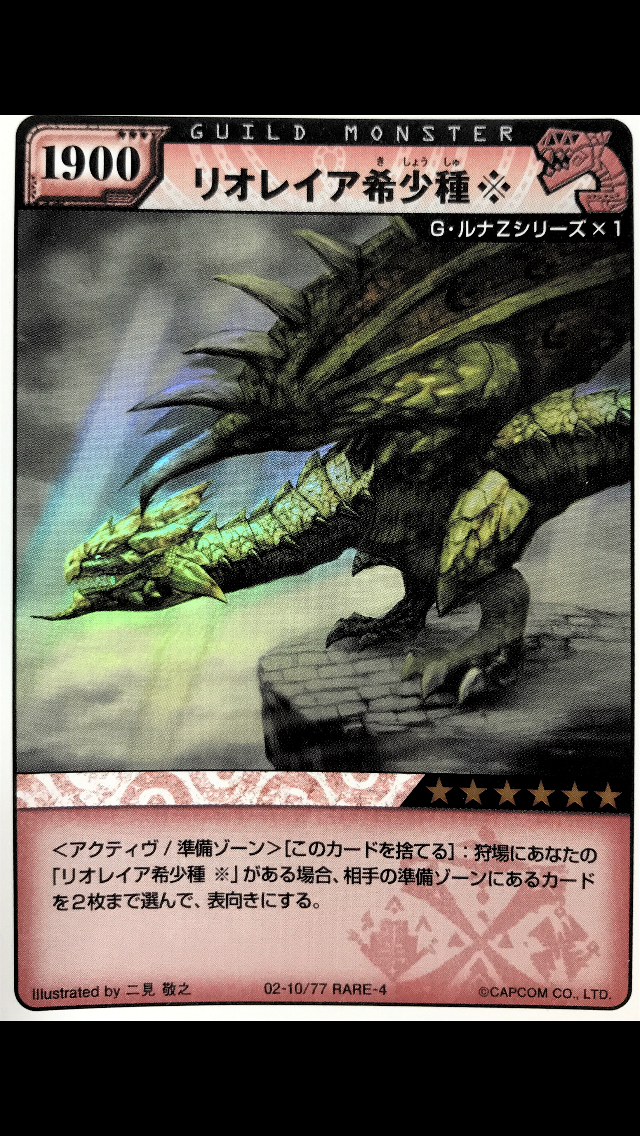 GUILD MONSTER
1900
きしょうしゅ
リオレイア希少種※
G・ルナZシリーズ×1
★★★★★★
<アクティヴ / 準備ゾーン>[このカードを捨てる]：狩場にあなたの
「リオレイア希少種 ※」がある場合、相手の準備ゾーンにあるカード
を２枚まで選んで、表向きにする。
Illustrated by 二見 敬之 02-10/77 RARE-4 ©CAPCOM CO., LTD.